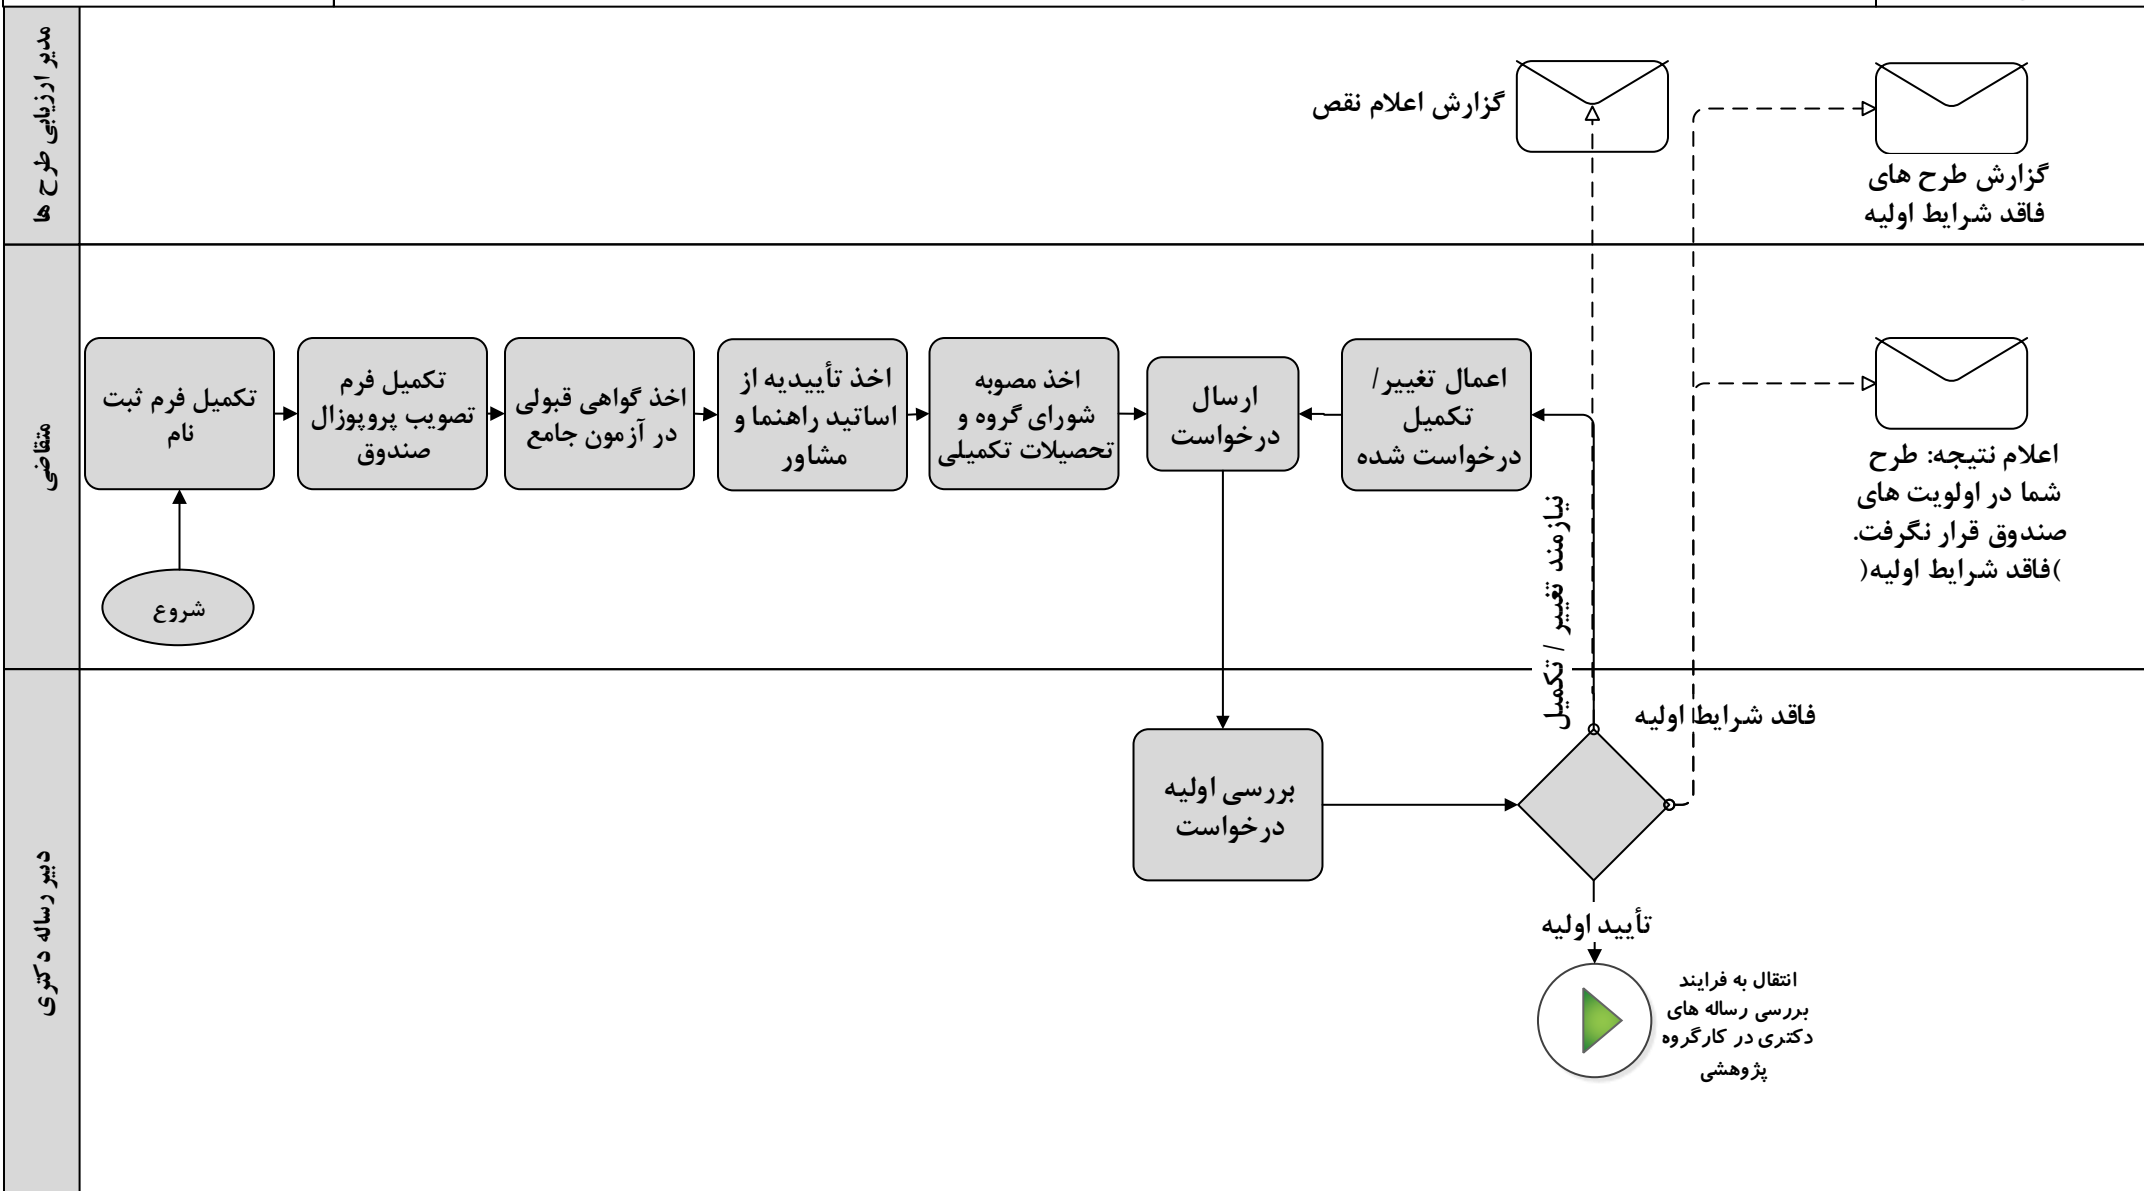 مدیر ارزیابی طرح ها
گزارش اعلام نقص
گزارش طرح های
فاقد شرایط اولیه
متقاضی
تکمیل فرم ثبت
نام
تکمیل فرم
تصویب پروپوزال
صندوق
اخذ گواهی قبولی
در آزمون جامع
اخذ تأییدیه از
اساتید راهنما و
مشاور
اخذ مصوبه
شورای گروه و
تحصیلات تکمیلی
ارسال
درخواست
اعمال تغییر/
تکمیل
درخواست شده
اعلام نتیجه: طرح
شما در اولویت های
صندوق قرار نگرفت.
)فاقد شرایط اولیه(
شروع
نیازمند تغییر / تکمیل
دبیر رساله دکتری
فاقد شرایط اولیه
بررسی اولیه
درخواست
تأیید اولیه
انتقال به فرایند
بررسی رساله های
دکتری در کارگروه
پژوهشی